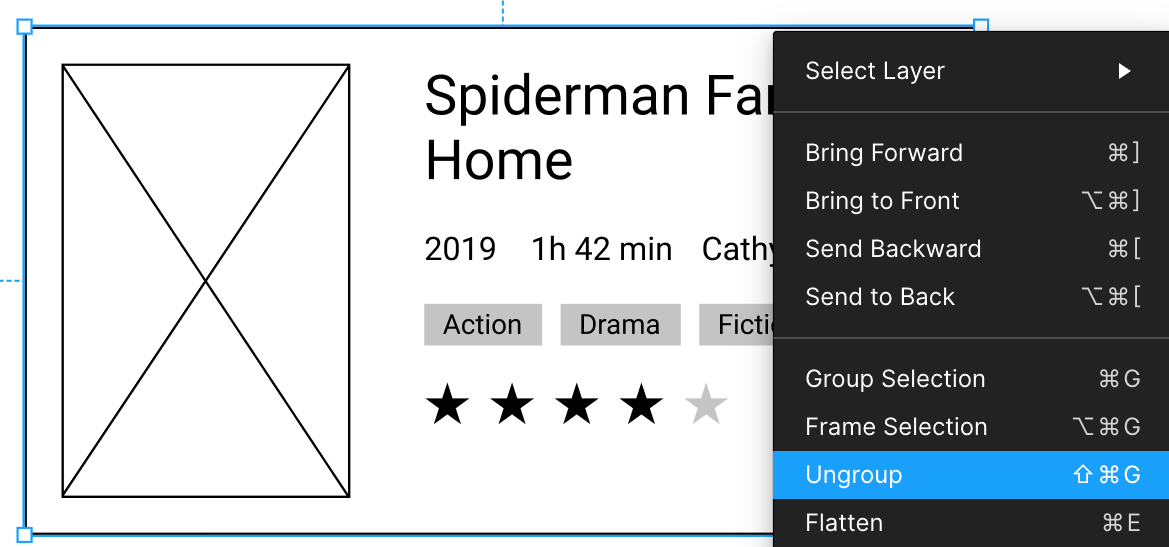 Spiderman Far
Home
2019 1h 42 min Cathy
Action Drama Fictio
Select Layer
Bring Forward ⌘]
Bring to Front ⌥⌘]
Send Backward ⌘[
Send to Back ⌥⌘[
Group Selection ⌘G
Frame Selection ⌥⌘G
Ungroup ⇧⌘G
Flatten ⌘E